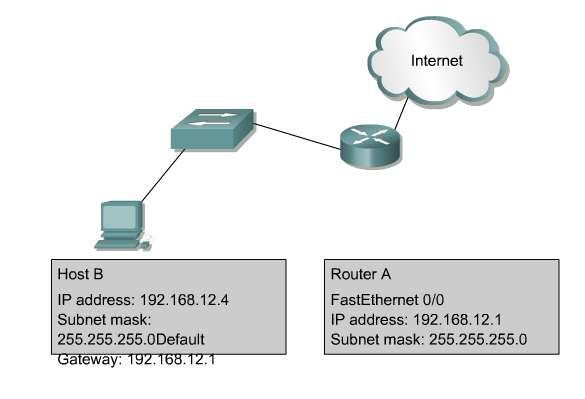 Internet
Host B
IP address: 192.168.12.4
Subnet mask:
255.255.255.0Default
Gateway: 192.168.12.1
Router A
FastEthernet 0/0
IP address: 192.168.12.1
Subnet mask: 255.255.255.0